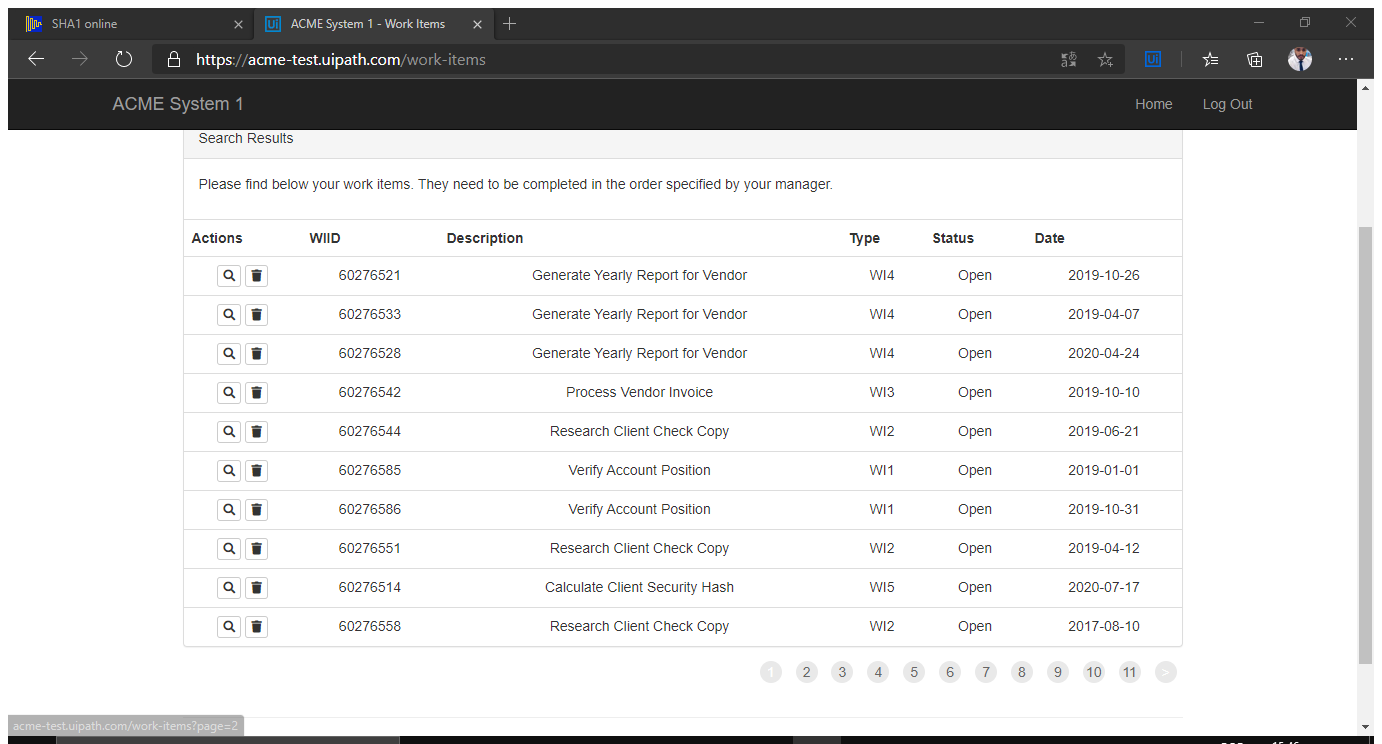 SHA1 online
ACME System 1 - Work Items
https://acme-test.uipath.com/work-items
ACME System 1 Home Log Out
Search Results
Please find below your work items. They need to be completed in the order specified by your manager.
Actions WIID Description Type Status Date
60276521 Generate Yearly Report for Vendor WI4 Open 2019-10-26
60276533 Generate Yearly Report for Vendor WI4 Open 2019-04-07
60276528 Generate Yearly Report for Vendor WI4 Open 2020-04-24
60276542 Process Vendor Invoice WI3 Open 2019-10-10
60276544 Research Client Check Copy WI2 Open 2019-06-21
60276585 Verify Account Position WI1 Open 2019-01-01
60276586 Verify Account Position WI1 Open 2019-10-31
60276551 Research Client Check Copy WI2 Open 2019-04-12
60276514 Calculate Client Security Hash WI5 Open 2020-07-17
60276558 Research Client Check Copy WI2 Open 2017-08-10
1 2 3 4 5 6 7 8 9 10 11 >
acme-test.uipath.com/work-items?page=2